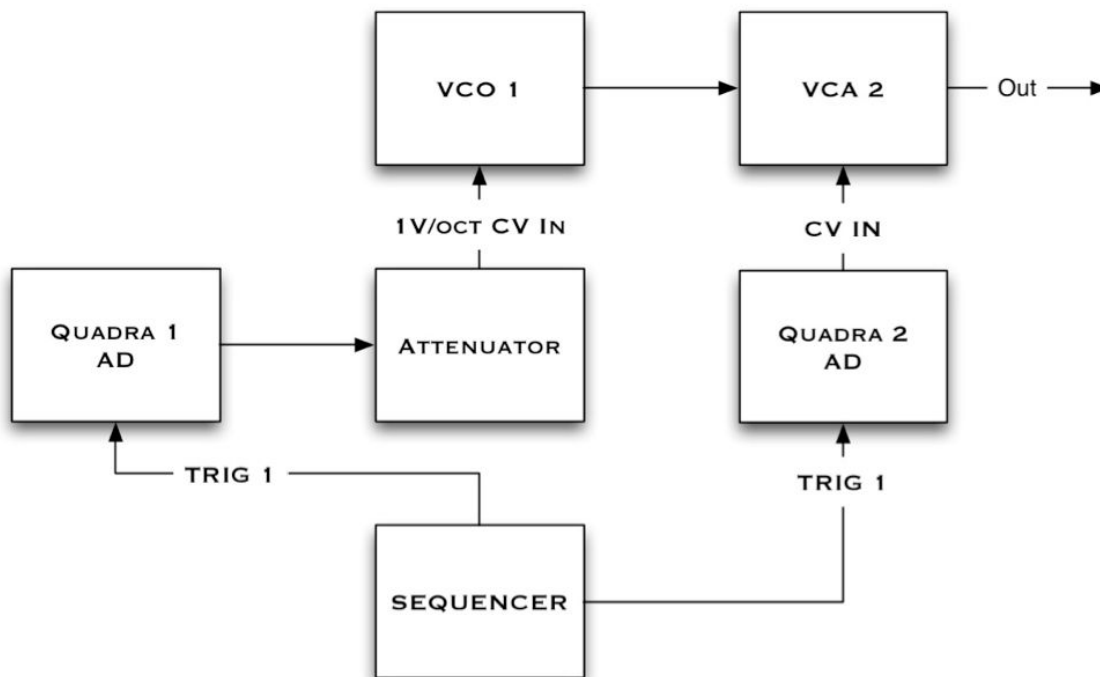 VCO 1
VCA 2
Out
1V/OCT CV IN
CV IN
QUADRA 1
AD
ATTENUATOR
QUADRA 2
AD
TRIG 1
TRIG 1
SEQUENCER